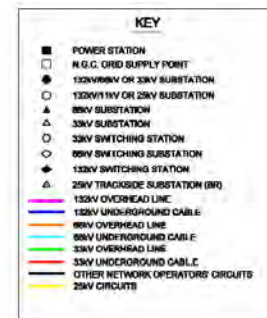 KEY
POWER STATION
N.G.C. GRID SUPPLY POINT
132kV/66kV OR 33kV SUBSTATION
132kV/11kV OR 25kV SUBSTATION
66kV SUBSTATION
33kV SUBSTATION
33kV SWITCHING STATION
66kV SWITCHING SUBSTATION
132kV SWITCHING STATION
25kV TRACKSIDE SUBSTATION (BR)
132kV OVERHEAD LINE
132kV UNDERGROUND CABLE
66kV OVERHEAD LINE
66kV UNDERGROUND CABLE
33kV OVERHEAD LINE
33kV UNDERGROUND CABLE
OTHER NETWORK OPERATORS' CIRCUITS
25kV CIRCUITS